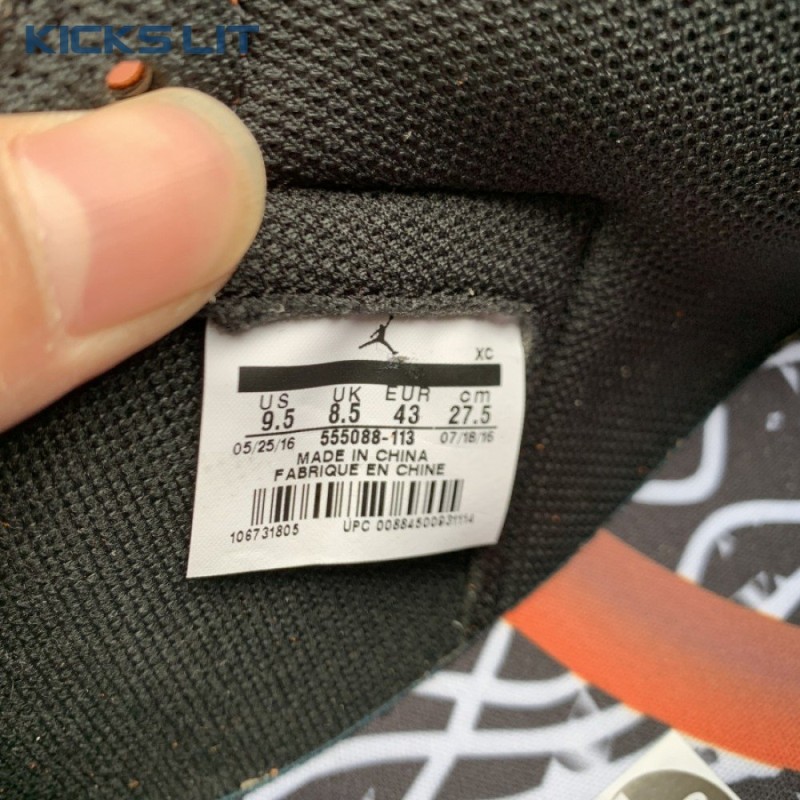 KICKS LIT
XC
US UK EUR cm
9.5 8.5 43 27.5
05/25/16 555088-113 07/18/16
MADE IN CHINA
FABRIQUE EN CHINE
106731805 UPC 00884500931114